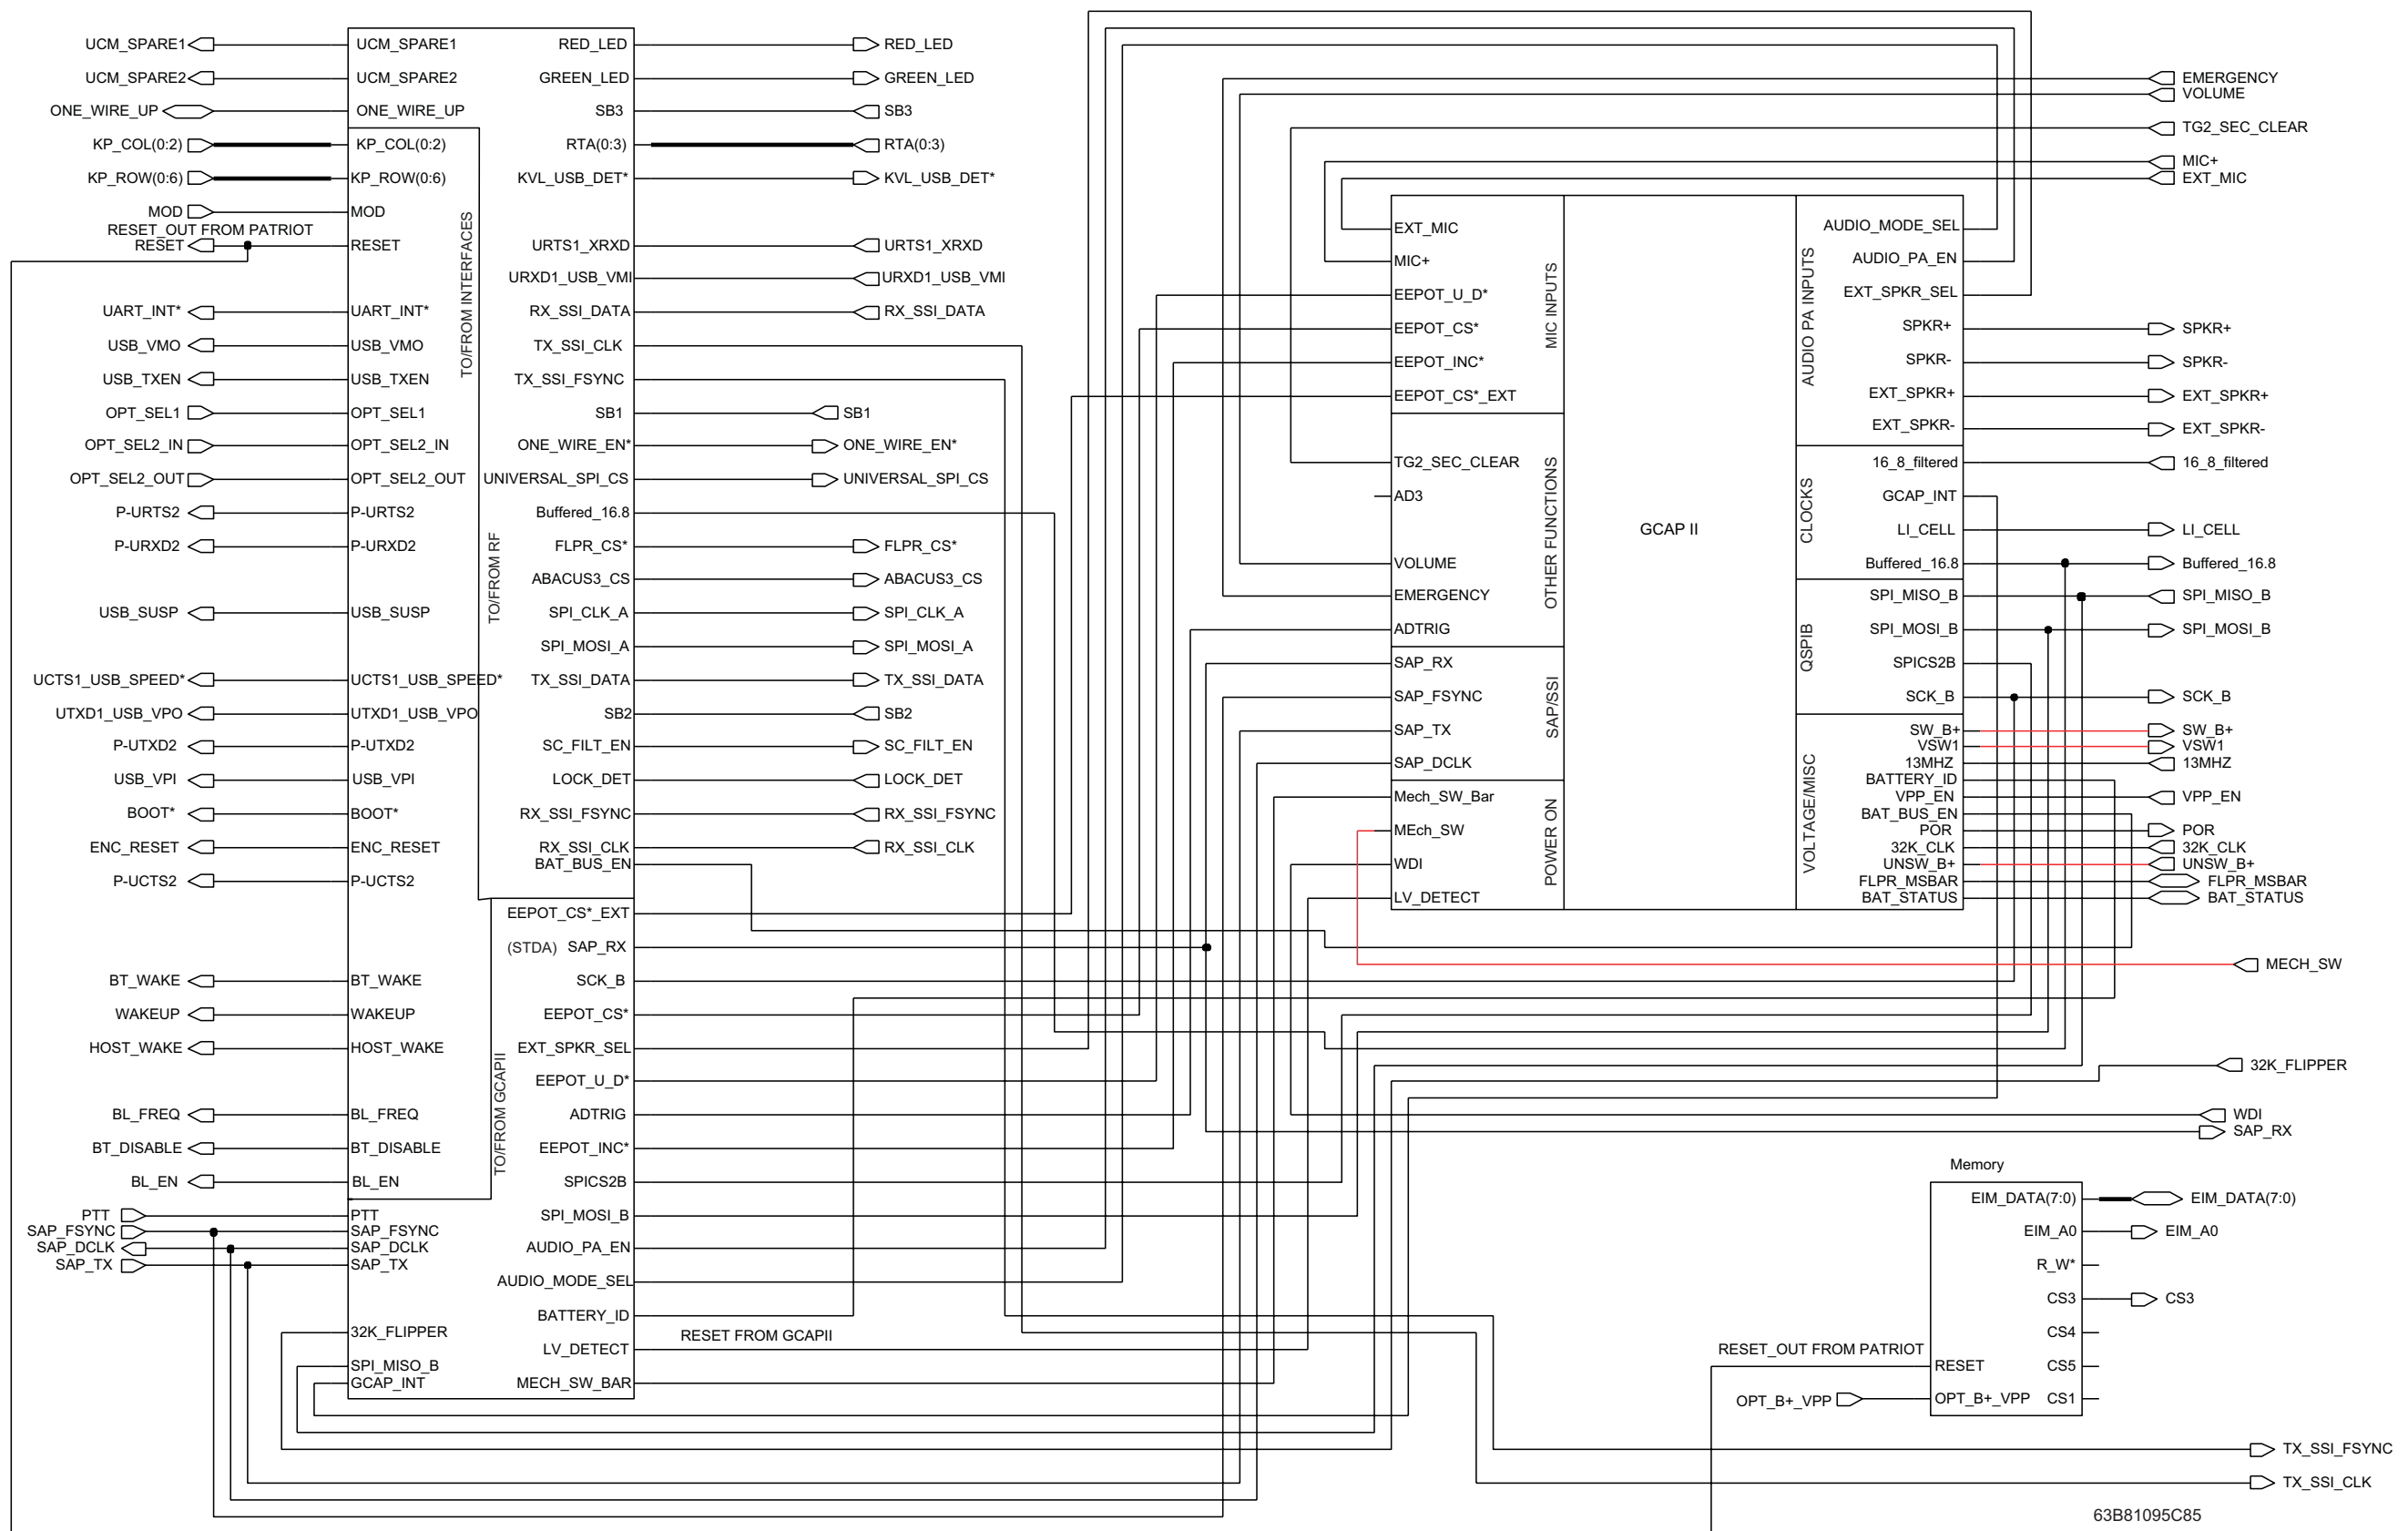 UCM_SPARE1 UCM_SPARE1 RED_LED RED_LED
UCM_SPARE2 UCM_SPARE2 GREEN_LED GREEN_LED EMERGENCY
VOLUME
ONE_WIRE_UP ONE_WIRE_UP SB3 SB3
TG2_SEC_CLEAR
KP_COL(0:2) KP_COL(0:2) RTA(0:3) RTA(0:3)
MIC+
KP_ROW(0:6) KP_ROW(0:6) KVL_USB_DET* KVL_USB_DET* EXT_MIC
MOD MOD
RESET_OUT FROM PATRIOT
EXT_MIC AUDIO_MODE_SEL
RESET RESET URTS1_XRXD URTS1_XRXD
MIC+ AUDIO_PA_EN
URXD1_USB_VMI URXD1_USB_VMI
EEPOT_U_D* EXT_SPKR_SEL
UART_INT* UART_INT* RX_SSI_DATA RX_SSI_DATA
EEPOT_CS* SPKR+ SPKR+
USB_VMO USB_VMO TX_SSI_CLK
EEPOT_INC* SPKR- SPKR-
USB_TXEN USB_TXEN TX_SSI_FSYNC
EEPOT_CS*_EXT EXT_SPKR+ EXT_SPKR+
OPT_SEL1 OPT_SEL1 SB1 SB1
EXT_SPKR- EXT_SPKR-
OPT_SEL2_IN OPT_SEL2_IN ONE_WIRE_EN* ONE_WIRE_EN*
TG2_SEC_CLEAR 16_8_filtered 16_8_filtered
OPT_SEL2_OUT OPT_SEL2_OUT UNIVERSAL_SPI_CS UNIVERSAL_SPI_CS
AD3 GCAP_INT
P-URTS2 P-URTS2 Buffered_16.8
GCAP II LI_CELL LI_CELL
P-URXD2 P-URXD2 FLPR_CS* FLPR_CS*
VOLUME Buffered_16.8 Buffered_16.8
ABACUS3_CS ABACUS3_CS
EMERGENCY SPI_MISO_B SPI_MISO_B
USB_SUSP USB_SUSP SPI_CLK_A SPI_CLK_A
ADTRIG SPI_MOSI_B SPI_MOSI_B
SPI_MOSI_A SPI_MOSI_A
SAP_RX SPICS2B
UCTS1_USB_SPEED* UCTS1_USB_SPEED* TX_SSI_DATA TX_SSI_DATA
SAP_FSYNC SCK_B SCK_B
UTXD1_USB_VPO UTXD1_USB_VPO SB2 SB2
SAP_TX SW_B+ SW_B+
P-UTXD2 P-UTXD2 SC_FILT_EN SC_FILT_EN VSW1 VSW1
SAP_DCLK 13MHZ 13MHZ
USB_VPI USB_VPI LOCK_DET LOCK_DET BATTERY_ID
Mech_SW_Bar VPP_EN VPP_EN
BOOT* BOOT* RX_SSI_FSYNC RX_SSI_FSYNC BAT_BUS_EN
MEch_SW POR POR
ENC_RESET ENC_RESET RX_SSI_CLK RX_SSI_CLK 32K_CLK 32K_CLK
BAT_BUS_EN WDI UNSW_B+ UNSW_B+
P-UCTS2 P-UCTS2 FLPR_MSBAR FLPR_MSBAR
LV_DETECT BAT_STATUS BAT_STATUS
TO/FROM INTERFACES
TO/FROM RF
TO/FROM GCAPII
MIC INPUTS
OTHER FUNCTIONS
SAP/SSI
POWER ON
AUDIO PA INPUTS
CLOCKS
QSPIB
VOLTAGE/MISC
EEPOT_CS*_EXT
(STDA) SAP_RX
MECH_SW
BT_WAKE BT_WAKE SCK_B
WAKEUP WAKEUP EEPOT_CS*
HOST_WAKE HOST_WAKE EXT_SPKR_SEL
32K_FLIPPER
EEPOT_U_D*
BL_FREQ BL_FREQ ADTRIG WDI
SAP_RX
BT_DISABLE BT_DISABLE EEPOT_INC*
Memory
BL_EN BL_EN SPICS2B
EIM_DATA(7:0) EIM_DATA(7:0)
PTT PTT SPI_MOSI_B
SAP_FSYNC SAP_FSYNC EIM_A0 EIM_A0
SAP_DCLK SAP_DCLK AUDIO_PA_EN
SAP_TX SAP_TX R_W*
AUDIO_MODE_SEL
CS3 CS3
BATTERY_ID
32K_FLIPPER RESET FROM GCAPII CS4
LV_DETECT RESET_OUT FROM PATRIOT
SPI_MISO_B RESET CS5
GCAP_INT MECH_SW_BAR
OPT_B+_VPP OPT_B+_VPP CS1
TX_SSI_FSYNC
TX_SSI_CLK
63B81095C85